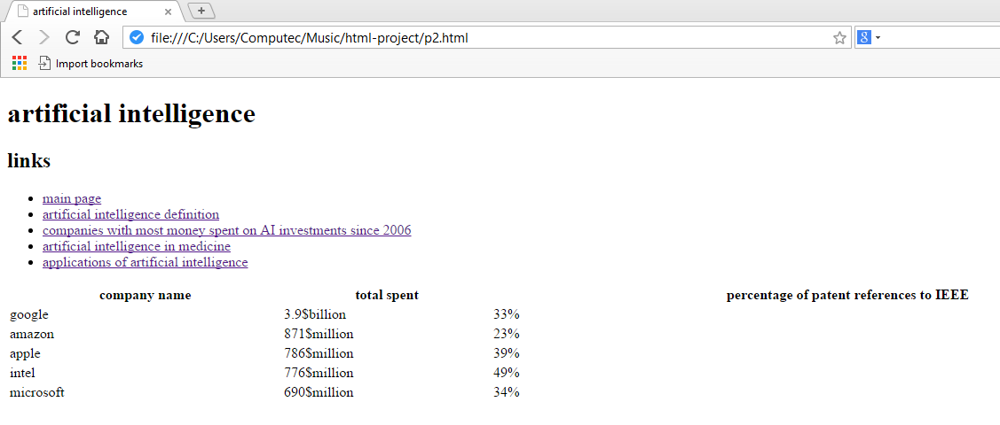 artificial intelligence
file:///C:/Users/Computec/Music/html-project/p2.html
Import bookmarks
artificial intelligence
links
main page
artificial intelligence definition
companies with most money spent on AI investments since 2006
artificial intelligence in medicine
applications of artificial intelligence
company name total spent percentage of patent references to IEEE
google 3.9$billion 33%
amazon 871$million 23%
apple 786$million 39%
intel 776$million 49%
microsoft 690$million 34%